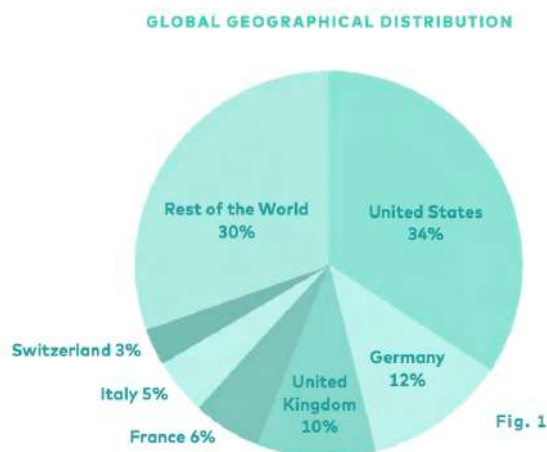 GLOBAL GEOGRAPHICAL DISTRIBUTION
Rest of the World
30%
United States
34%
Switzerland 3%
Germany
12%
Italy 5%
United
Kingdom
10%
France 6%
Fig. 1